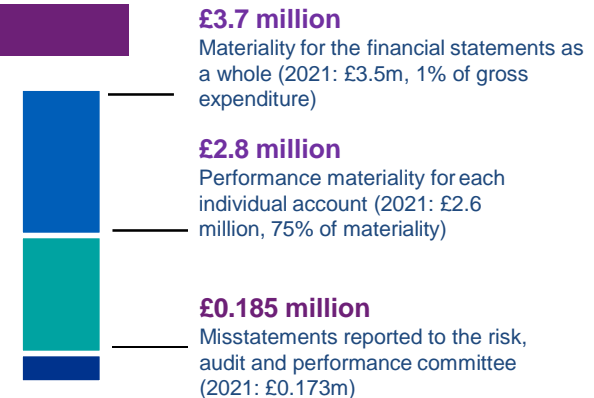 £3.7 million
Materiality for the financial statements as
a whole (2021: £3.5m, 1% of gross
expenditure)
£2.8 million
Performance materiality for each
individual account (2021: £2.6
million, 75% of materiality)
£0.185 million
Misstatements reported to the risk,
audit and performance committee
(2021: £0.173m)